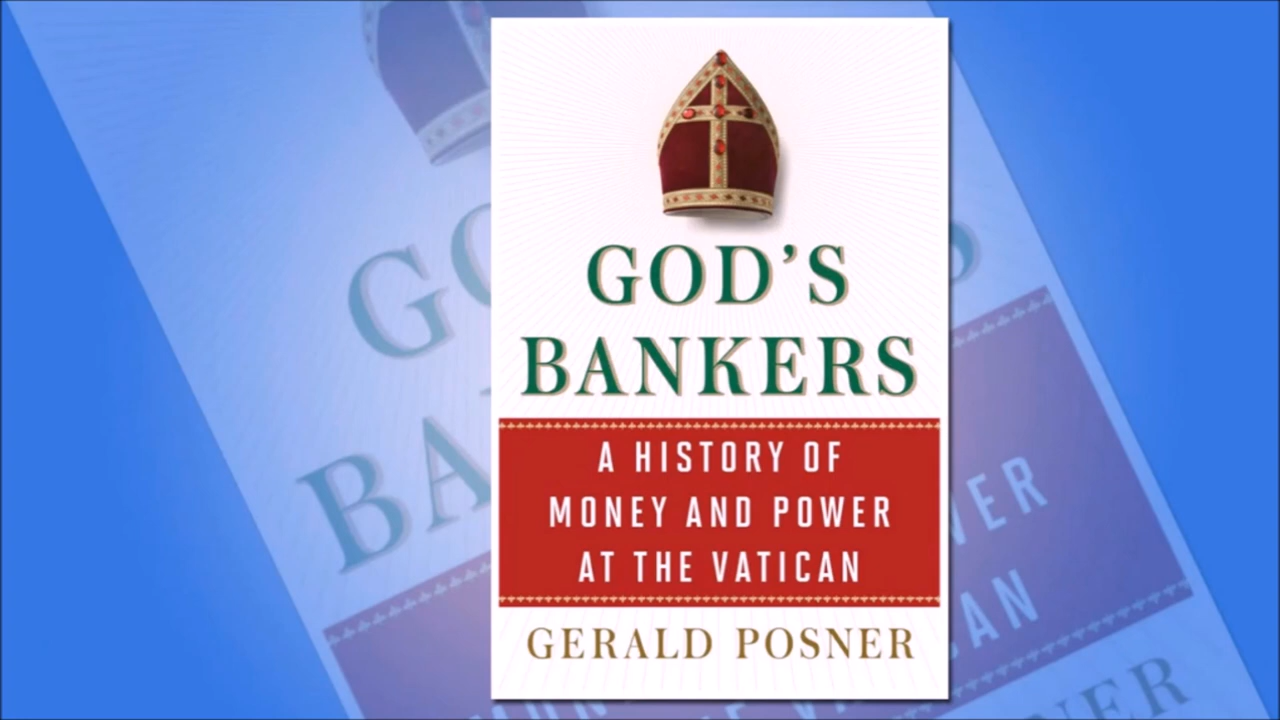 GOD'S
BANKERS
A HISTORY OF
MONEY AND POWER
AT THE VATICAN
GERALD POSNER